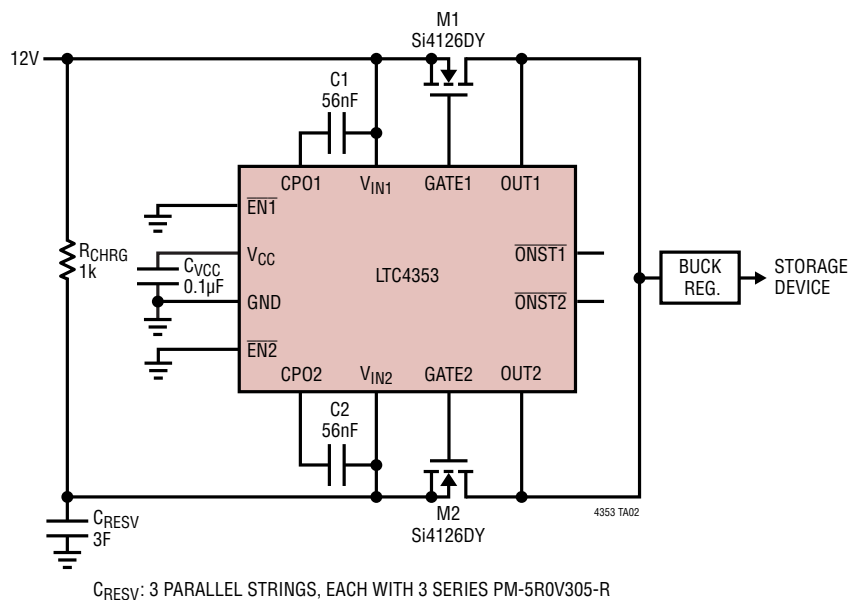 M1
Si4126DY
12V
C1
56nF
CPO1
VIN1
GATE1
OUT1
EN1
RCHRG
1k
VCC
CVCC
0.1µF
LTC4353
ONST1
BUCK
REG.
STORAGE
DEVICE
GND
ONST2
EN2
CPO2
VIN2
GATE2
OUT2
C2
56nF
M2
Si4126DY
4353 TA02
CRESV
3F
CRESV: 3 PARALLEL STRINGS, EACH WITH 3 SERIES PM-5R0V305-R